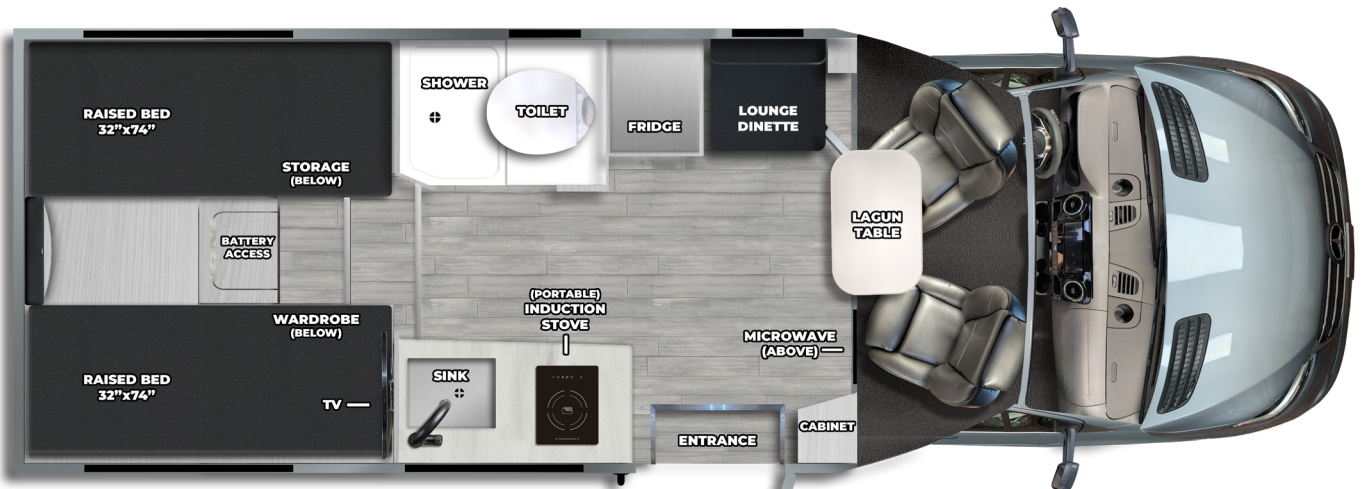 RAISED BED
32”x74”
STORAGE
(BELOW)
SHOWER
TOILET
FRIDGE
LOUNGE
DINETTE
LAGUN
TABLE
BATTERY
ACCESS
WARDROBE
(BELOW)
RAISED BED
32”x74”
TV
(PORTABLE)
INDUCTION
STOVE
SINK
MICROWAVE
(ABOVE)
ENTRANCE
CABINET